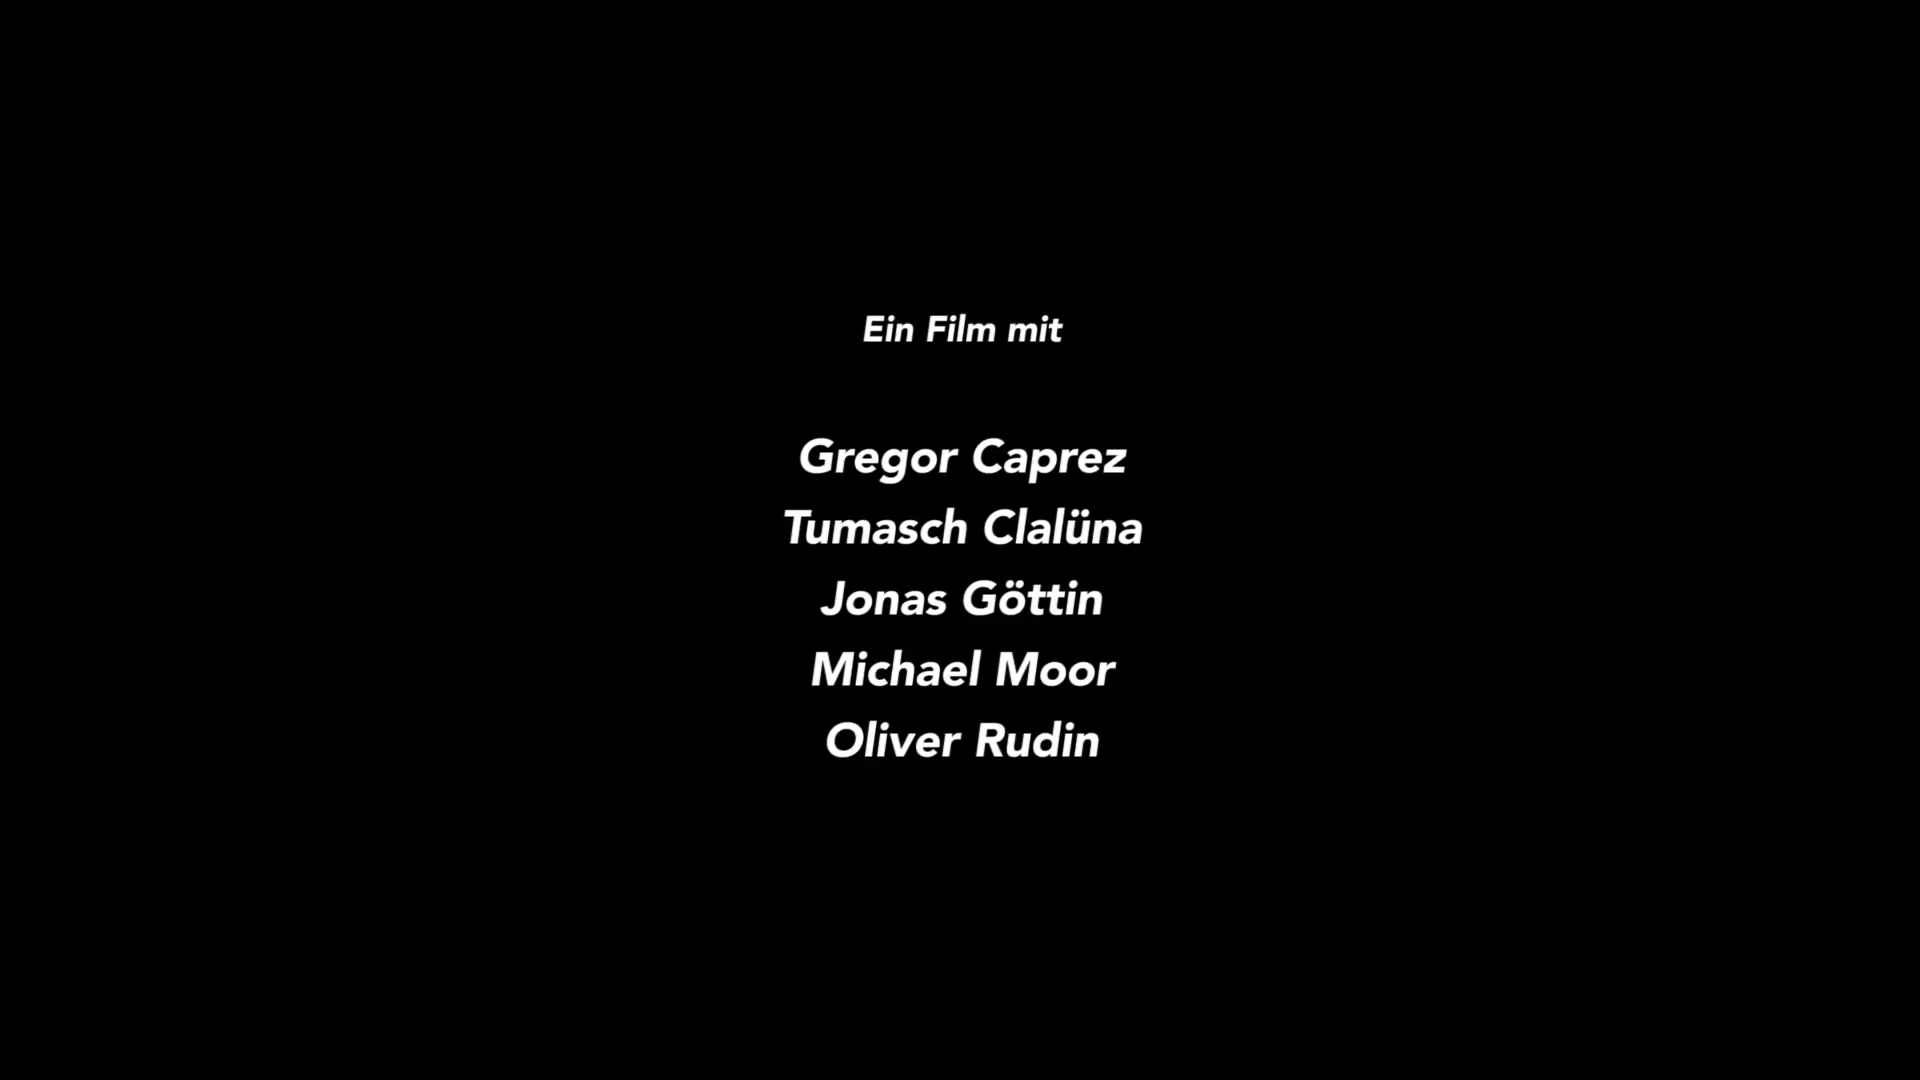 Ein Film mit
Gregor Caprez
Tumasch Clalüna
Jonas Göttin
Michael Moor
Oliver Rudin